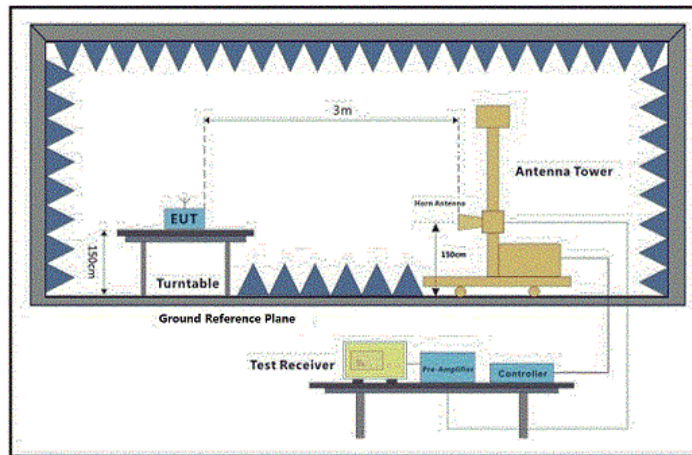 3m
Antenna Tower
Horn Antenna
EUT
150cm
150cm
Turntable
Ground Reference Plane
Test Receiver
Pre-Amplifier
Controller